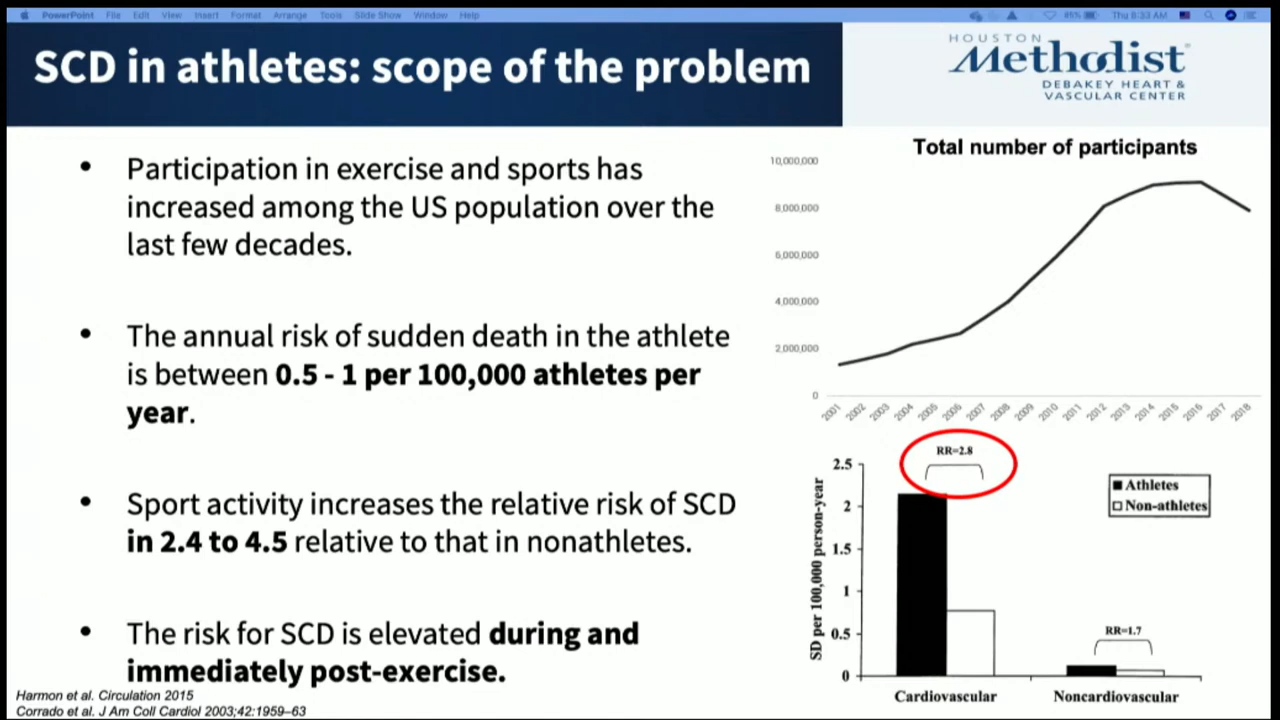 PowerPoint File Edit View Insert Format Arrange Tools Slide Show Window Help
85% Thu 8:33 AM
SCD in athletes: scope of the problem
HOUSTON
Methodist
DEBAKEY HEART &
VASCULAR CENTER
• Participation in exercise and sports has
increased among the US population over the
last few decades.
• The annual risk of sudden death in the athlete
is between 0.5 - 1 per 100,000 athletes per
year.
• Sport activity increases the relative risk of SCD
in 2.4 to 4.5 relative to that in nonathletes.
• The risk for SCD is elevated during and
immediately post-exercise.
Harmon et al. Circulation 2015
Corrado et al. J Am Coll Cardiol 2003;42:1959–63
Total number of participants
10,000,000
8,000,000
6,000,000
4,000,000
2,000,000
0
2001 2002 2003 2004 2005 2006 2007 2008 2009 2010 2011 2012 2013 2014 2015 2016 2017 2018
SD per 100,000 person-year
2.5
2
1.5
1
0.5
0
RR=2.8
RR=1.7
Athletes
Non-athletes
Cardiovascular Noncardiovascular